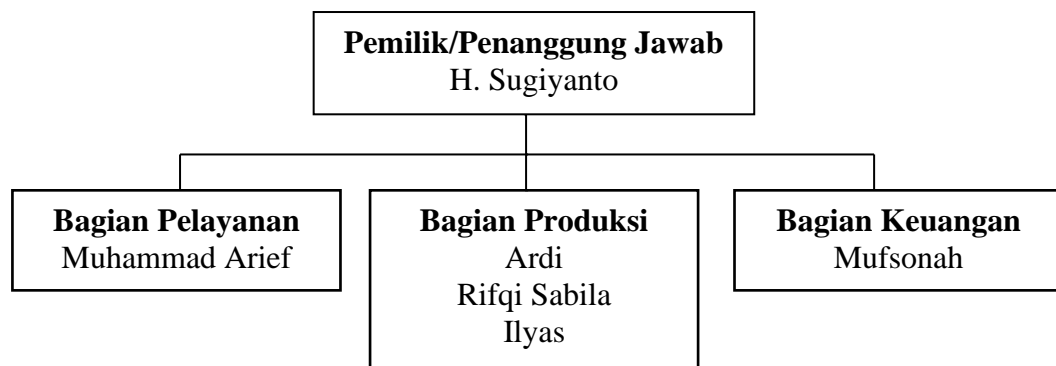 Pemilik/Penanggung Jawab
H. Sugiyanto
Bagian Pelayanan
Muhammad Arief
Bagian Produksi
Ardi
Rifqi Sabila
Ilyas
Bagian Keuangan
Mufsonah